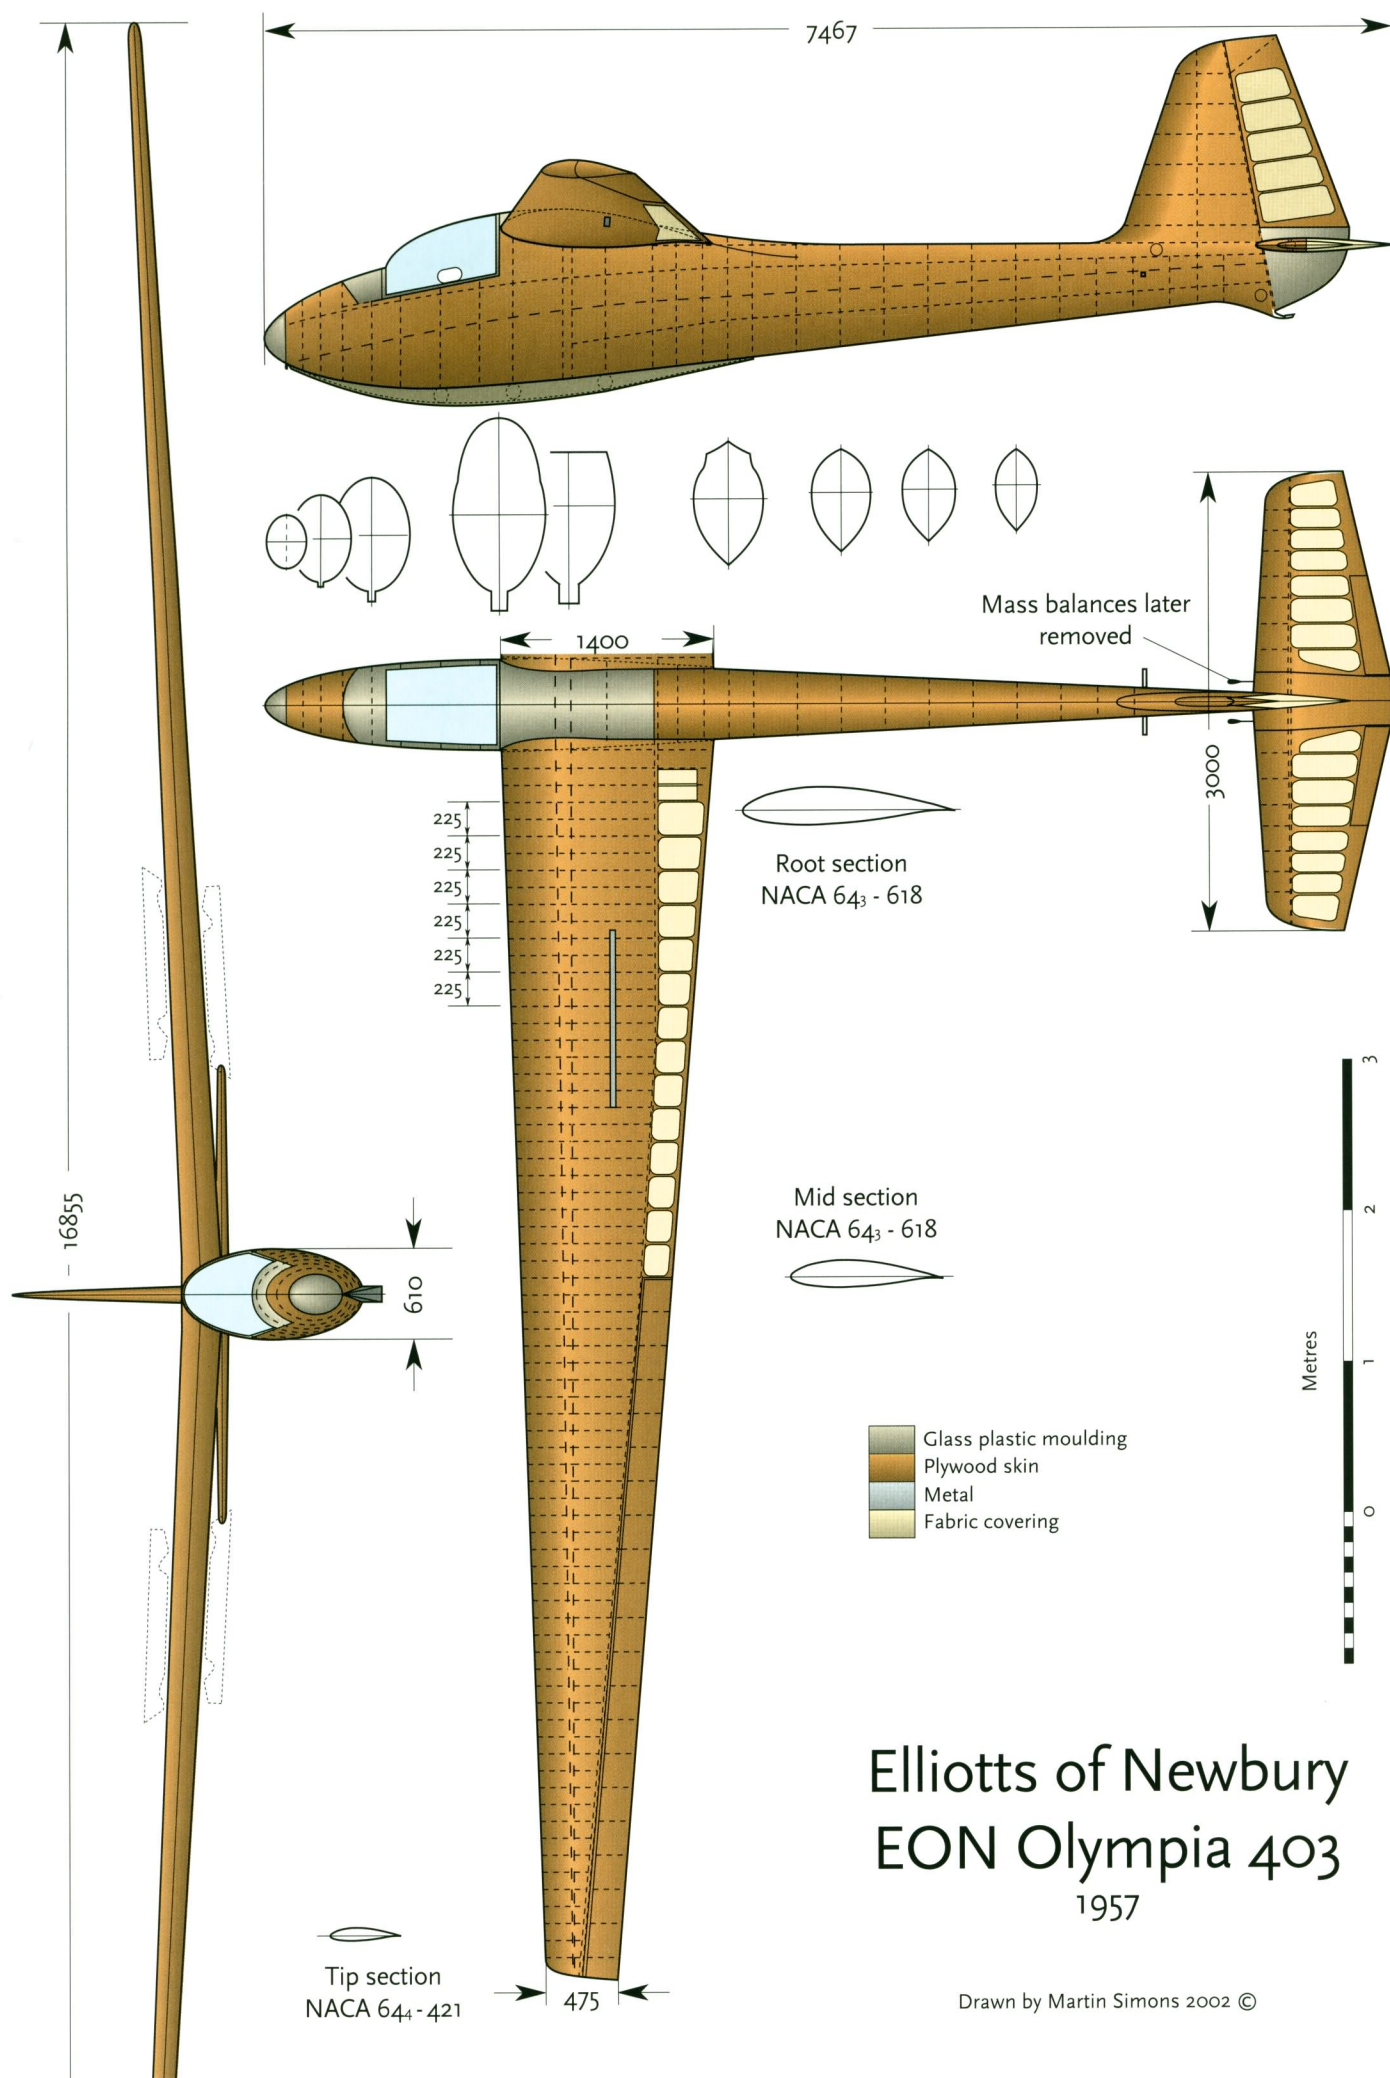 7467
Mass balances later
removed
1400
3000
225
225
225
225
225
225
Root section
NACA 64₃ - 618
3
2
1
0
Metres
Mid section
NACA 64₃ - 618
16855
610
Glass plastic moulding
Plywood skin
Metal
Fabric covering
Elliotts of Newbury
EON Olympia 403
1957
Tip section
NACA 64₄ - 421
475
Drawn by Martin Simons 2002 ©